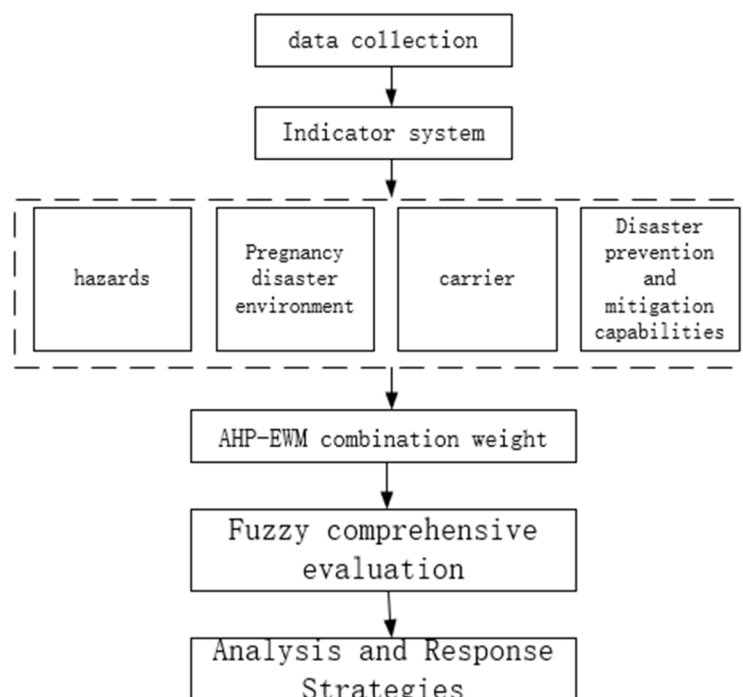 data collection
Indicator system
hazards
Pregnancy
disaster
environment
carrier
Disaster
prevention
and
mitigation
capabilities
AHP-EWM combination weight
Fuzzy comprehensive
evaluation
Analysis and Response
Strategies